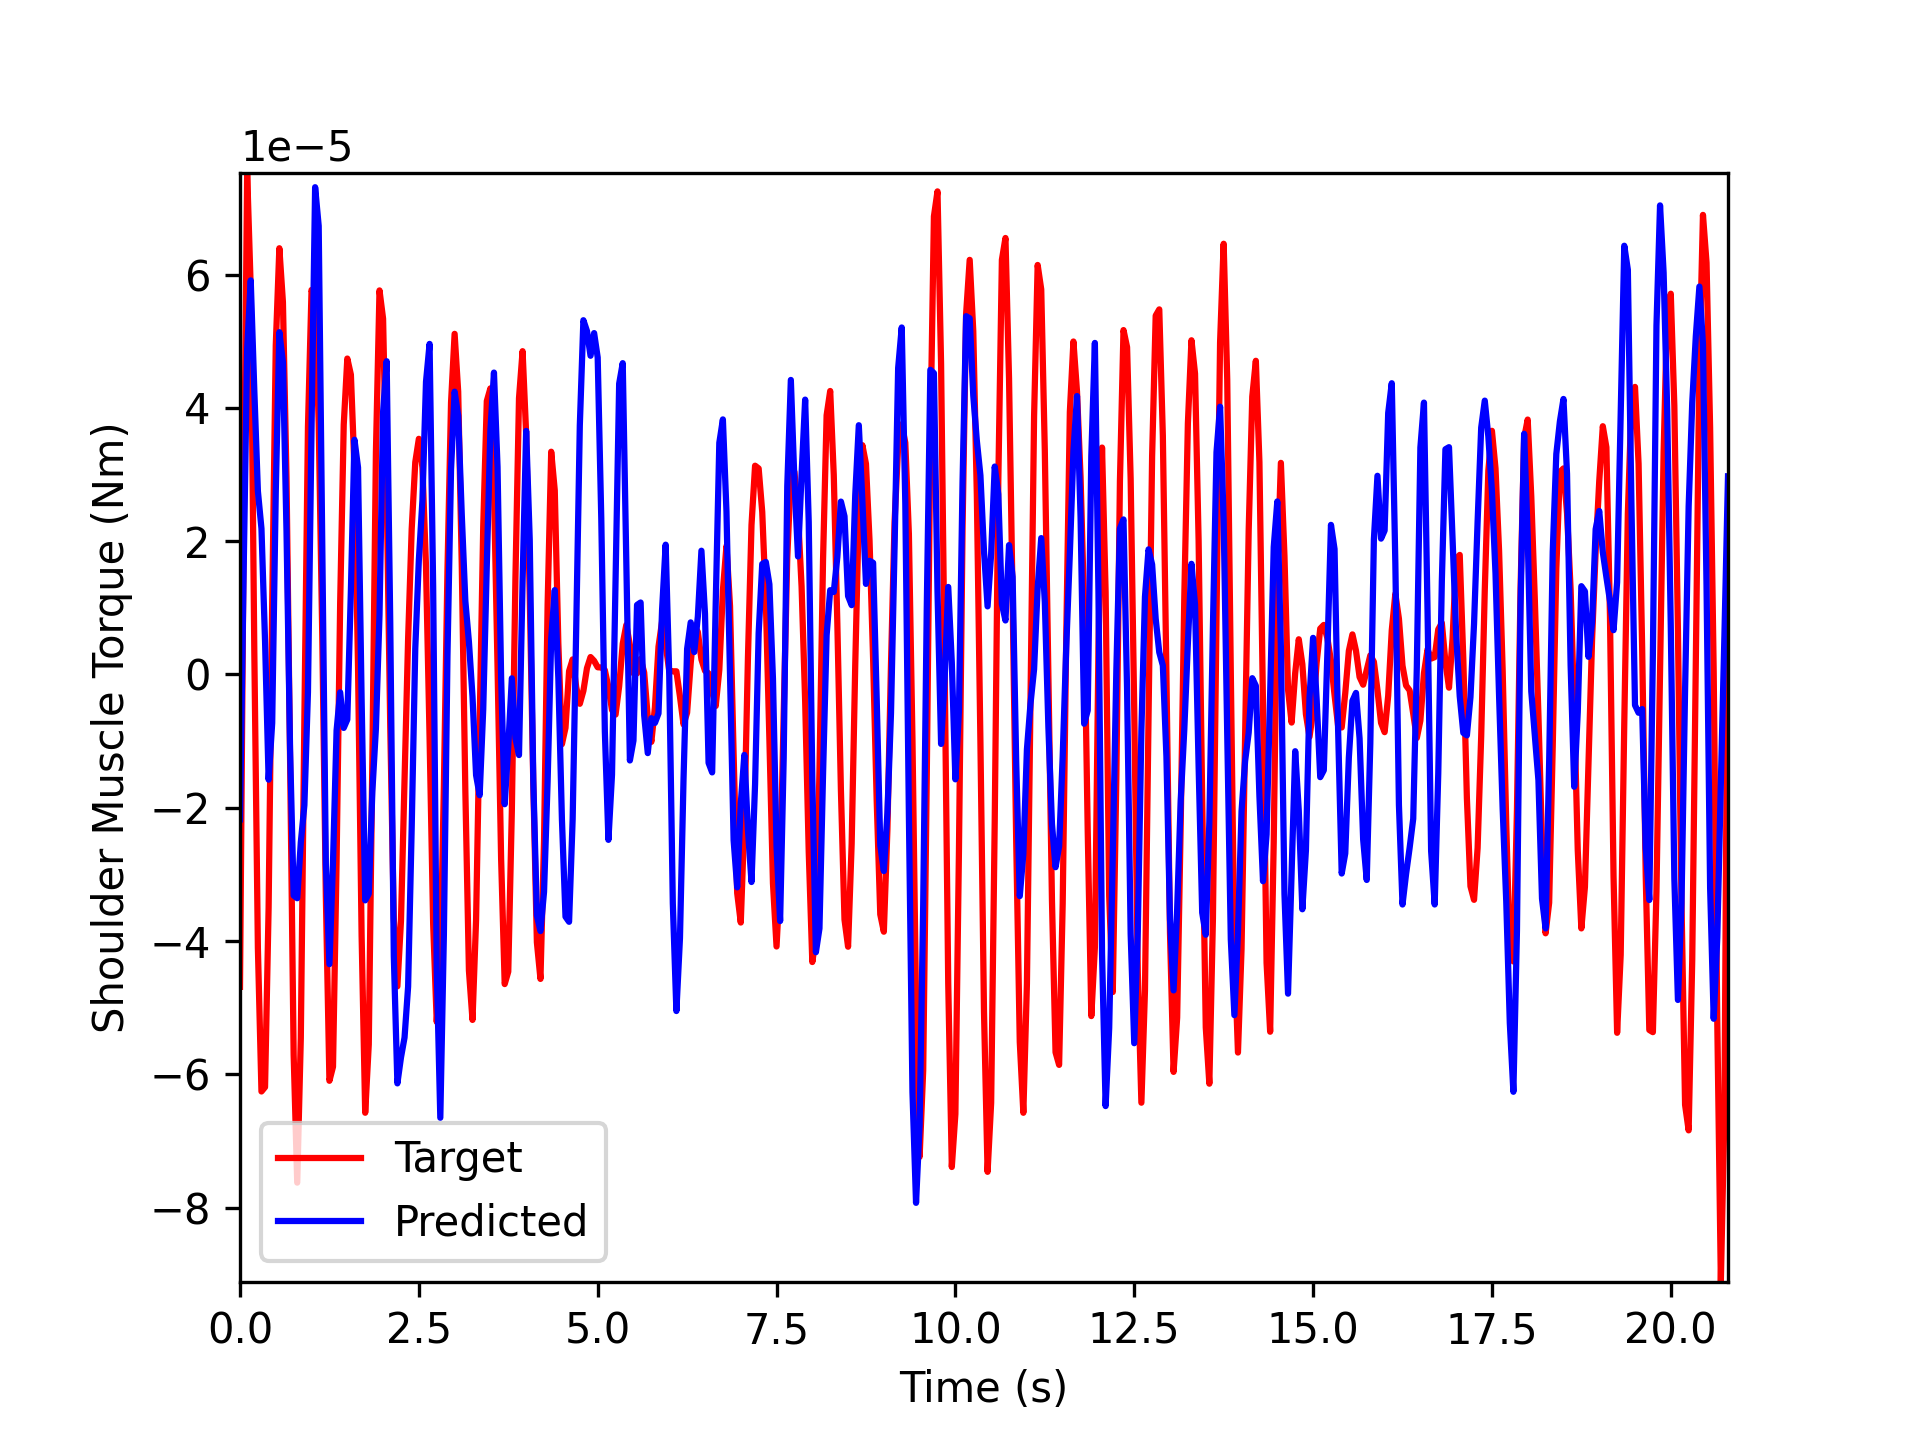 1e−5
6
4
2
0
−2
−4
−6
−8
Shoulder Muscle Torque (Nm)
Target
Predicted
0.0 2.5 5.0 7.5 10.0 12.5 15.0 17.5 20.0
Time (s)